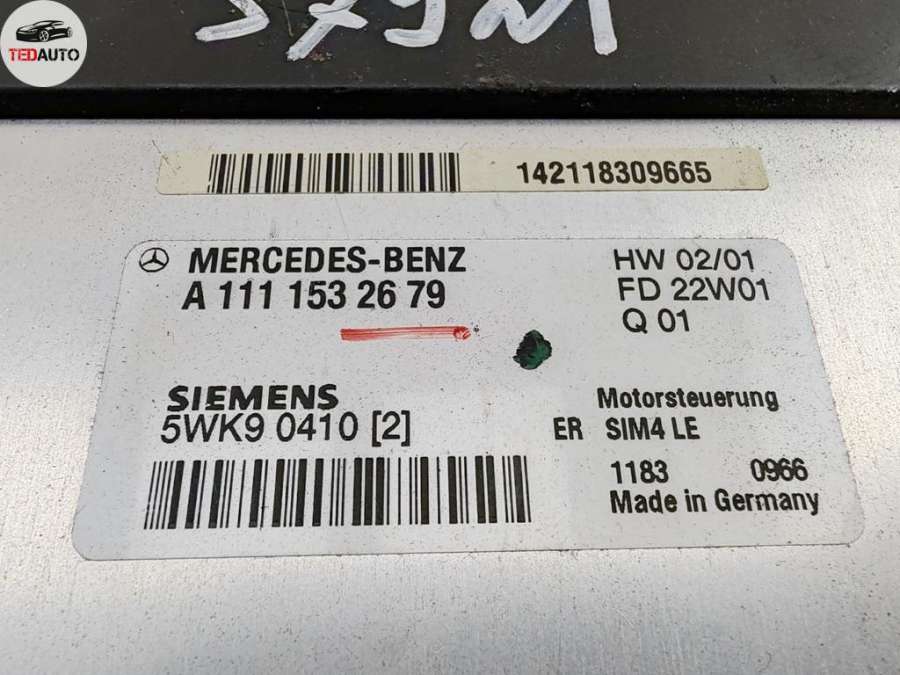 TEDAUTO
142118309665
MERCEDES-BENZ
A 111 153 26 79
HW 02/01
FD 22W01
Q 01
SIEMENS
5WK9 0410 [2]
Motorsteuerung
ER SIM4 LE
1183 0966
Made in Germany